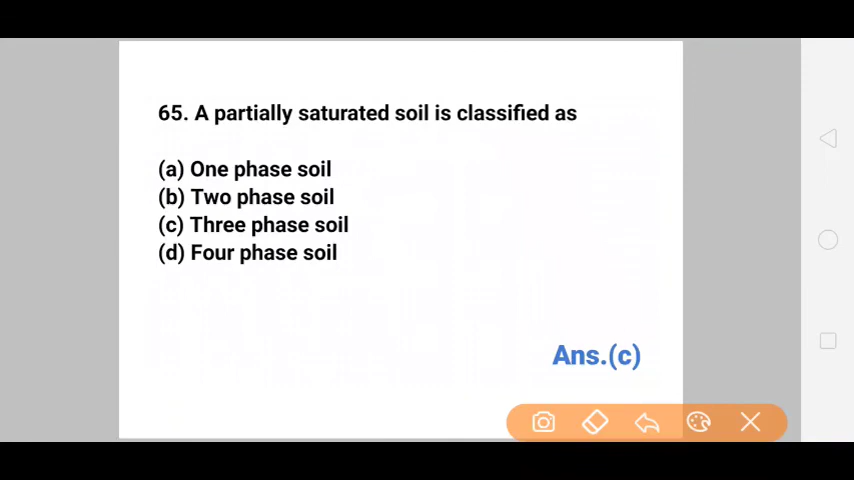 65. A partially saturated soil is classified as
(a) One phase soil
(b) Two phase soil
(c) Three phase soil
(d) Four phase soil
Ans.(c)